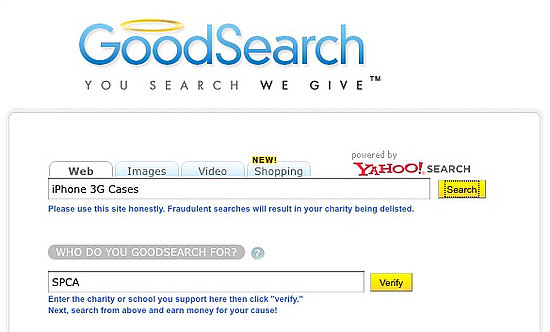 GoodSearch
YOU SEARCH WE GIVE™
Web Images Video NEW! Shopping
powered by YAHOO! SEARCH
iPhone 3G Cases Search
Please use this site honestly. Fraudulent searches will result in your charity being delisted.
WHO DO YOU GOODSEARCH FOR? ?
SPCA Verify
Enter the charity or school you support here then click "verify."
Next, search from above and earn money for your cause!